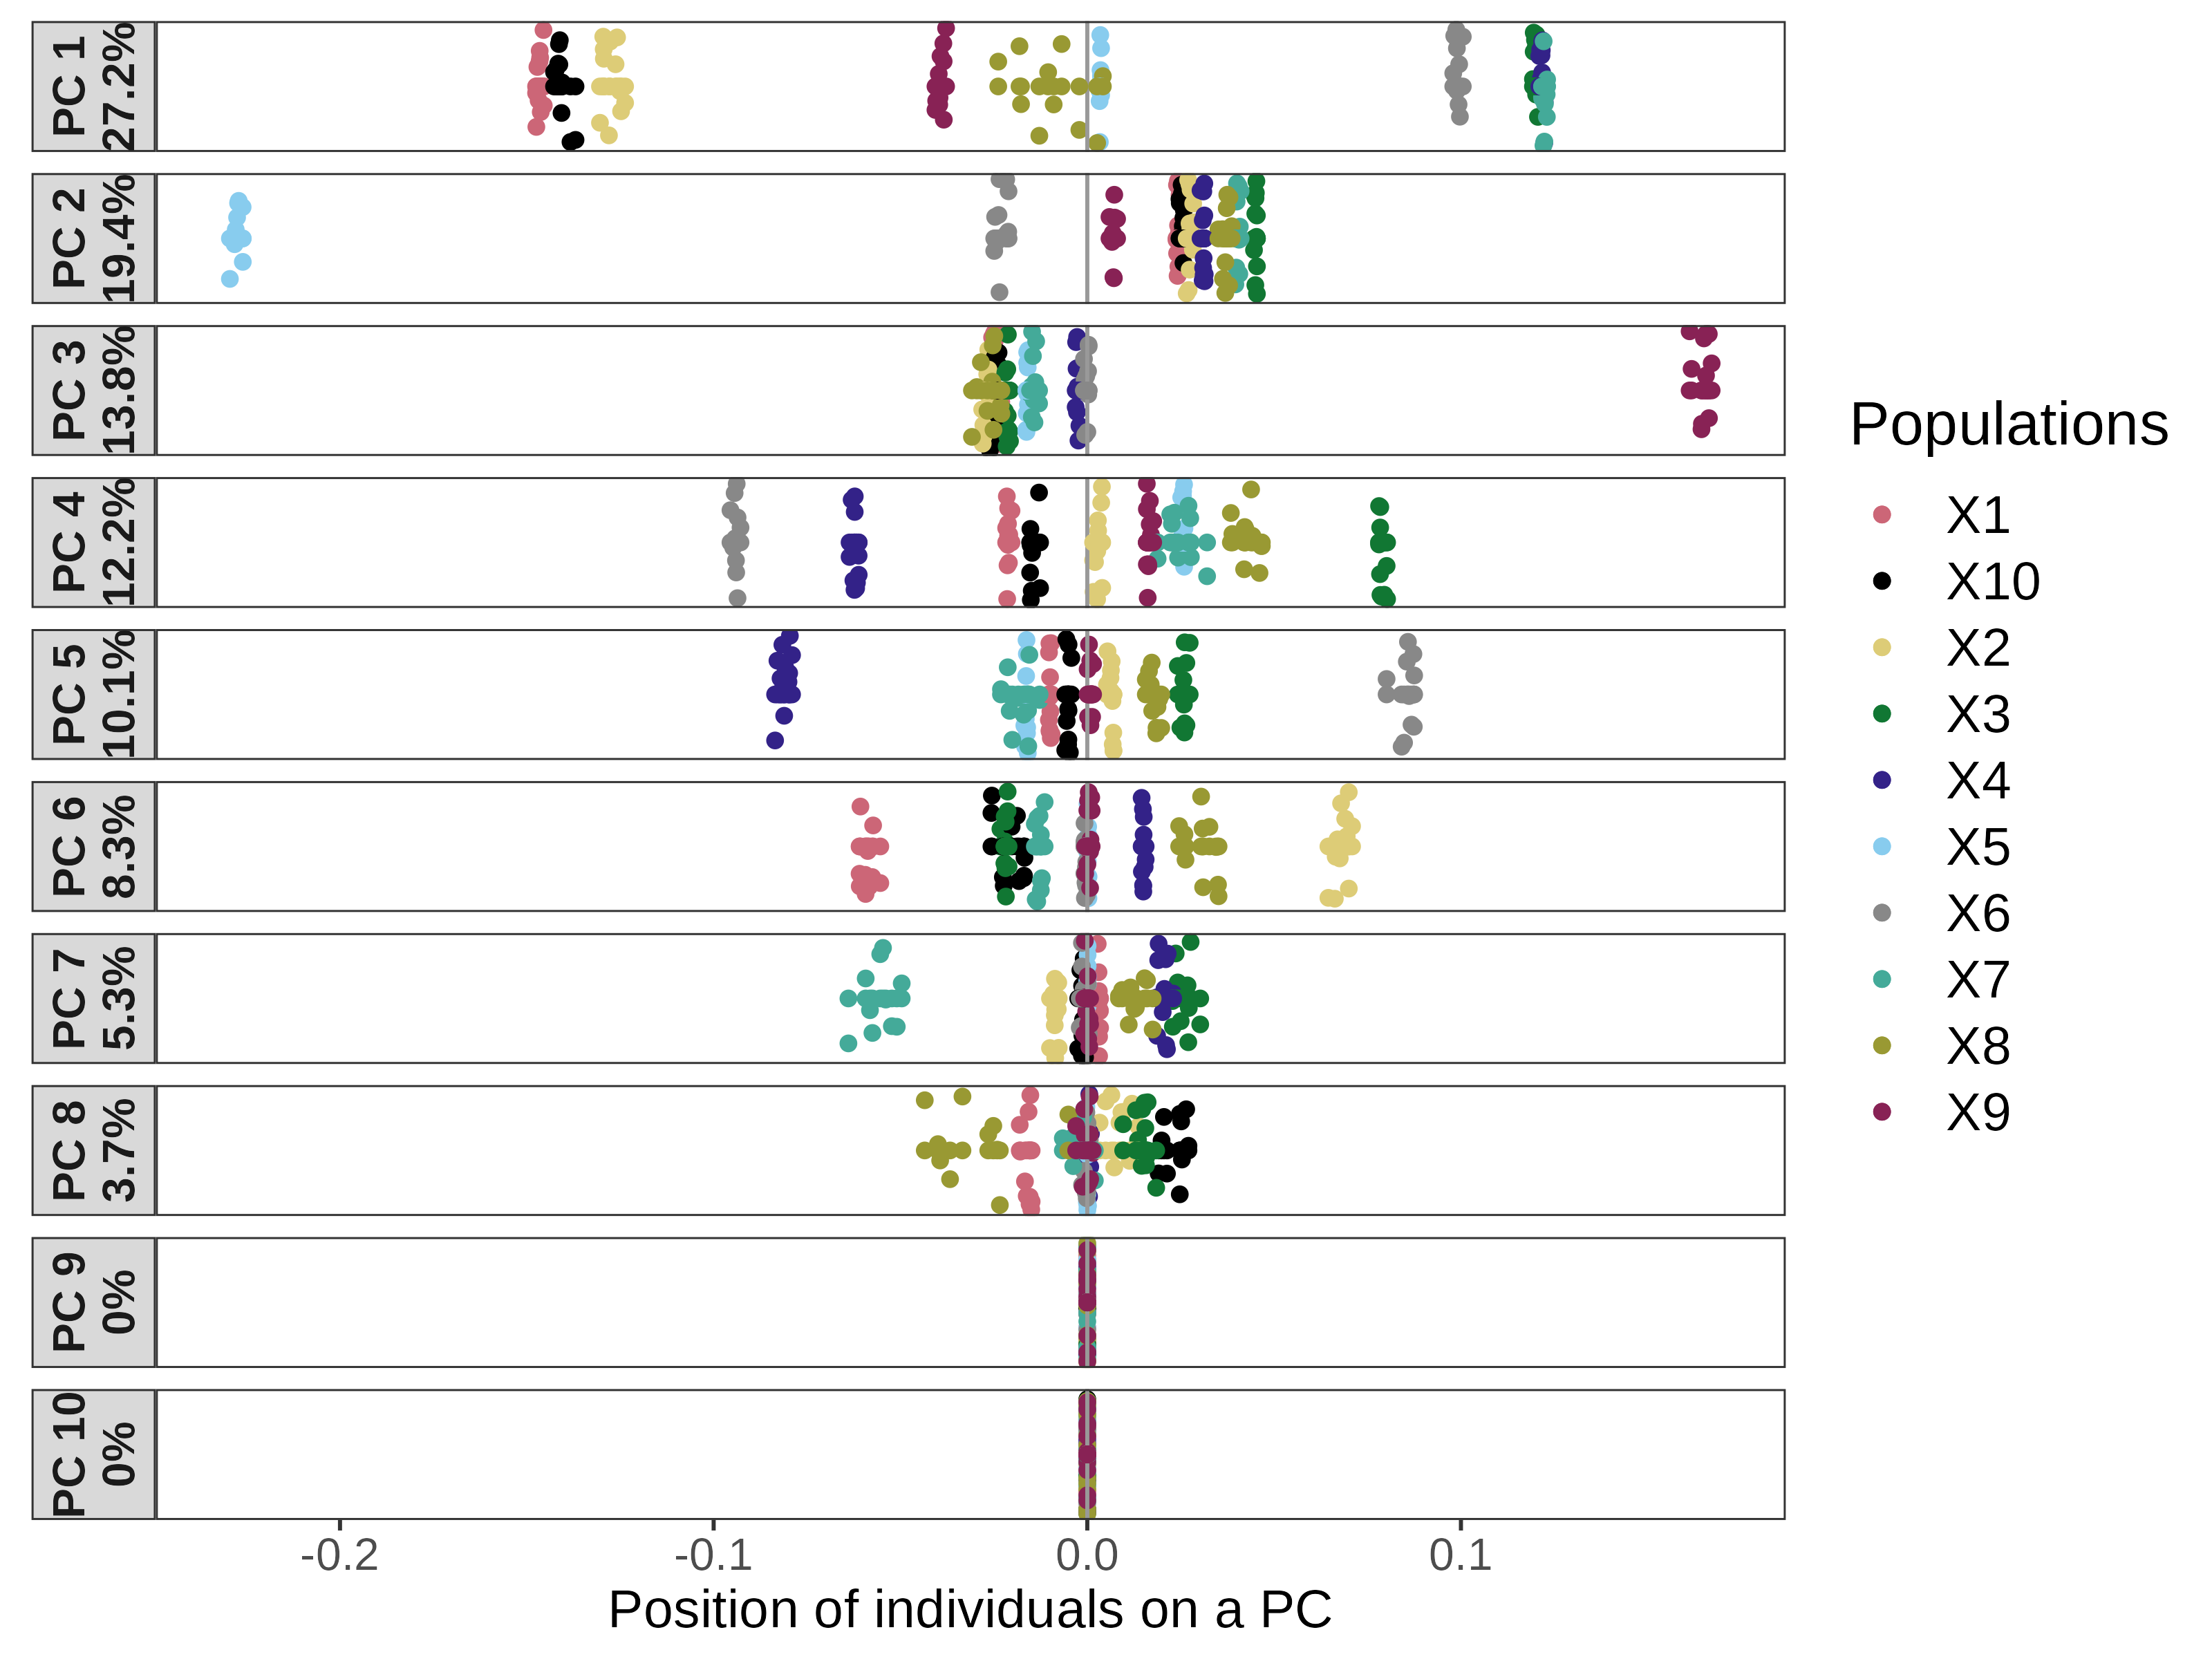 PC 1
27.2%
PC 2
19.4%
PC 3
13.8%
PC 4
12.2%
PC 5
10.1%
PC 6
8.3%
PC 7
5.3%
PC 8
3.7%
PC 9
0%
PC 10
0%
-0.2
-0.1
0.0
0.1
Position of individuals on a PC
Populations
X1
X10
X2
X3
X4
X5
X6
X7
X8
X9